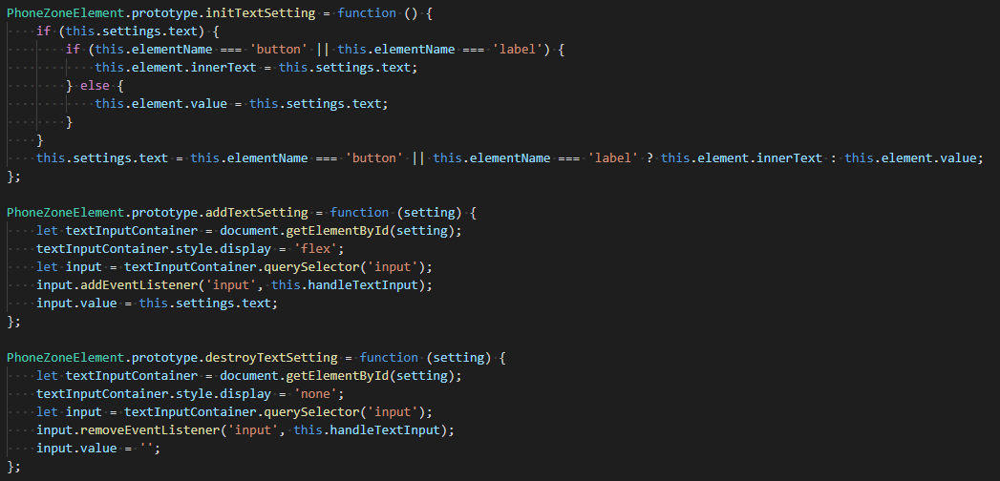 PhoneZoneElement.prototype.initTextSetting = function () {
    if (this.settings.text) {
        if (this.elementName === 'button' || this.elementName === 'label') {
            this.element.innerText = this.settings.text;
        } else {
            this.element.value = this.settings.text;
        }
    }
    this.settings.text = this.elementName === 'button' || this.elementName === 'label' ? this.element.innerText : this.element.value;
};

PhoneZoneElement.prototype.addTextSetting = function (setting) {
    let textInputContainer = document.getElementById(setting);
    textInputContainer.style.display = 'flex';
    let input = textInputContainer.querySelector('input');
    input.addEventListener('input', this.handleTextInput);
    input.value = this.settings.text;
};

PhoneZoneElement.prototype.destroyTextSetting = function (setting) {
    let textInputContainer = document.getElementById(setting);
    textInputContainer.style.display = 'none';
    let input = textInputContainer.querySelector('input');
    input.removeEventListener('input', this.handleTextInput);
    input.value = '';
};